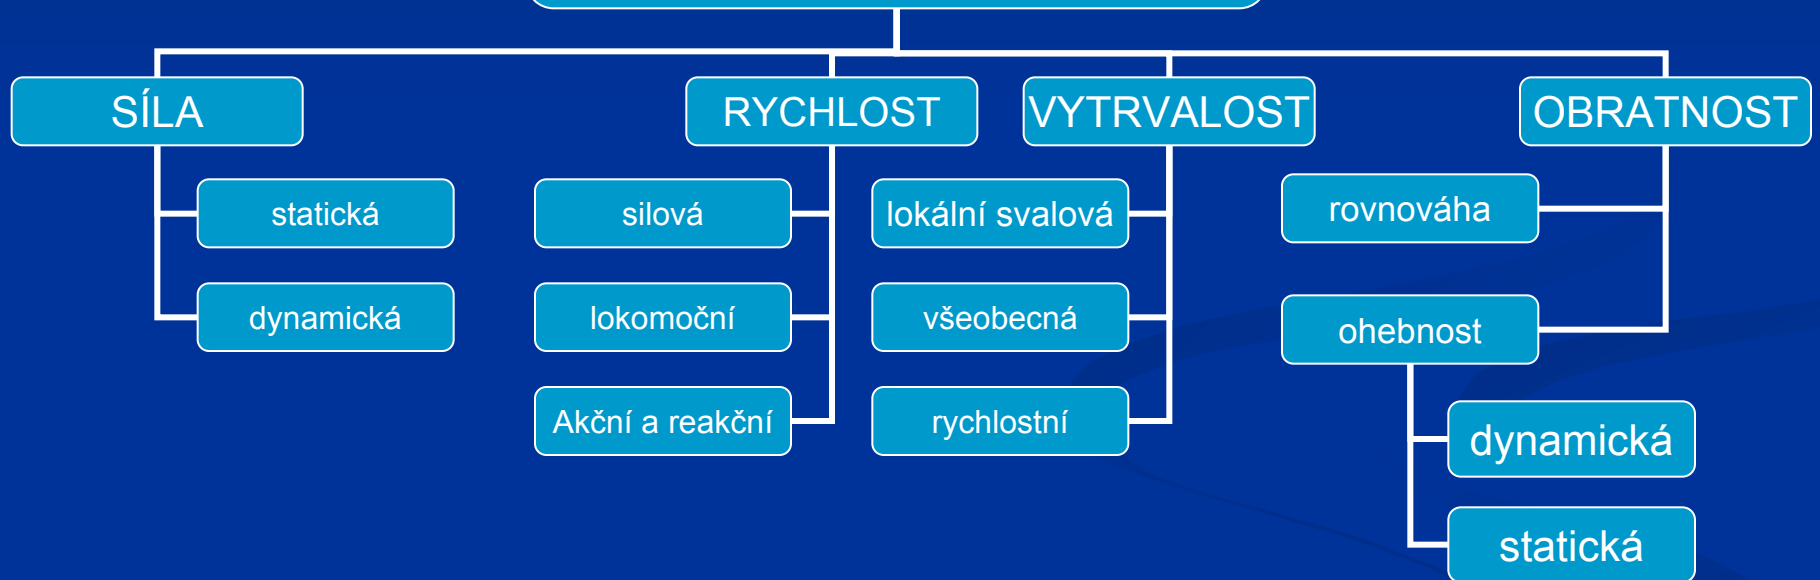 SÍLA
RYCHLOST
VYTRVALOST
OBRATNOST
statická
silová
lokální svalová
rovnováha
dynamická
lokomoční
všeobecná
ohebnost
Akční a reakční
rychlostní
dynamická
statická